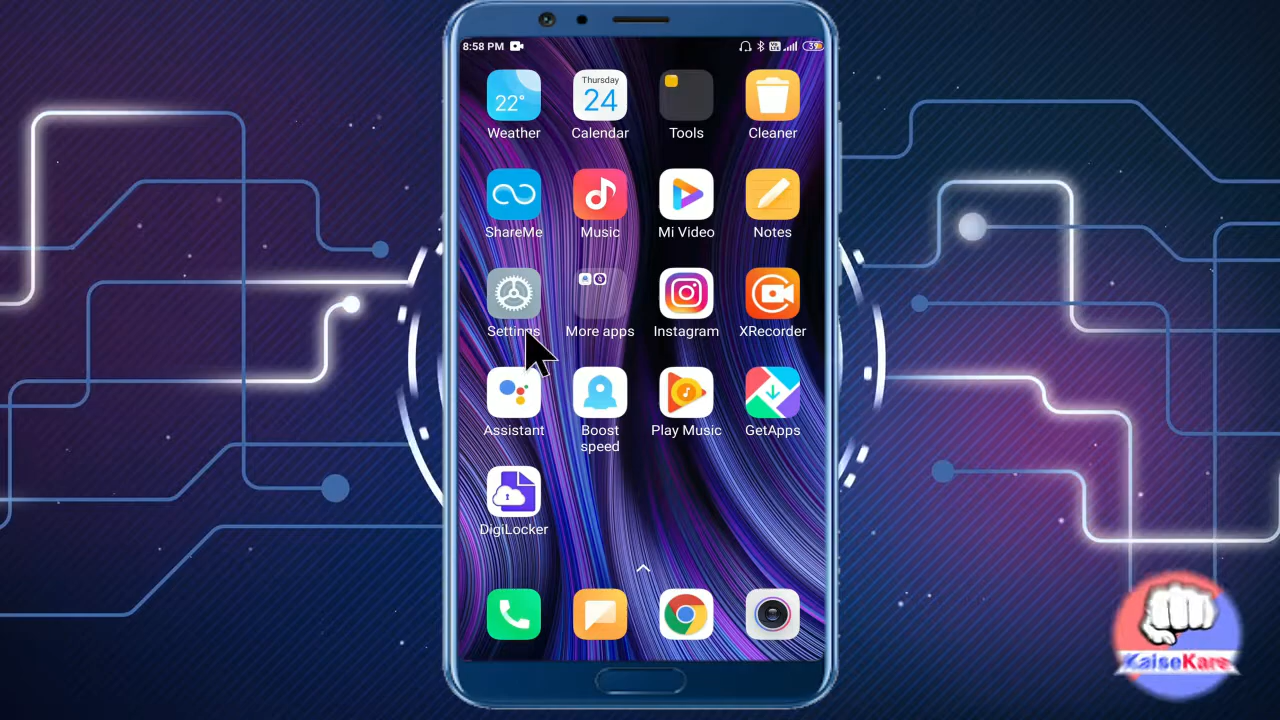 8:58 PM
39
22°
Thursday
24
Weather
Calendar
Tools
Cleaner
ShareMe
Music
Mi Video
Notes
Settings
More apps
Instagram
XRecorder
Assistant
Boost
speed
Play Music
GetApps
DigiLocker
KaiseKare